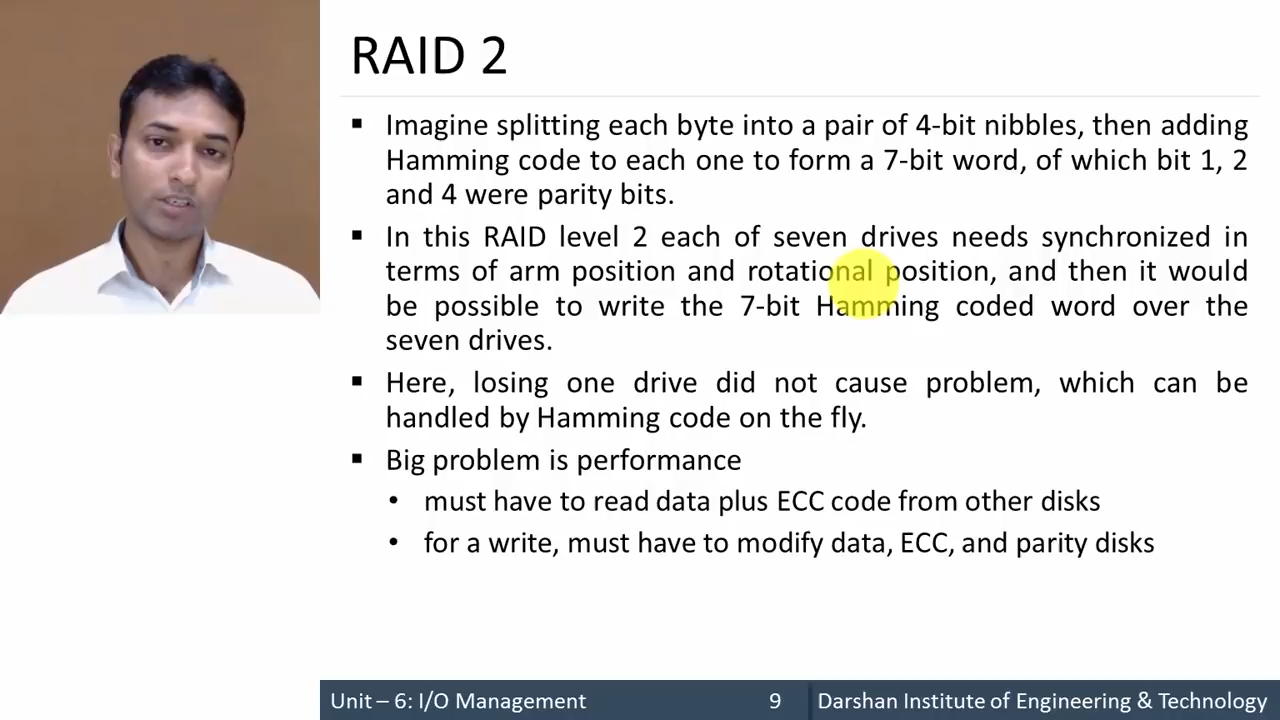 RAID 2
▪ Imagine splitting each byte into a pair of 4-bit nibbles, then adding
Hamming code to each one to form a 7-bit word, of which bit 1, 2
and 4 were parity bits.
▪ In this RAID level 2 each of seven drives needs synchronized in
terms of arm position and rotational position, and then it would
be possible to write the 7-bit Hamming coded word over the
seven drives.
▪ Here, losing one drive did not cause problem, which can be
handled by Hamming code on the fly.
▪ Big problem is performance
• must have to read data plus ECC code from other disks
• for a write, must have to modify data, ECC, and parity disks
Unit – 6: I/O Management 9 Darshan Institute of Engineering & Technology